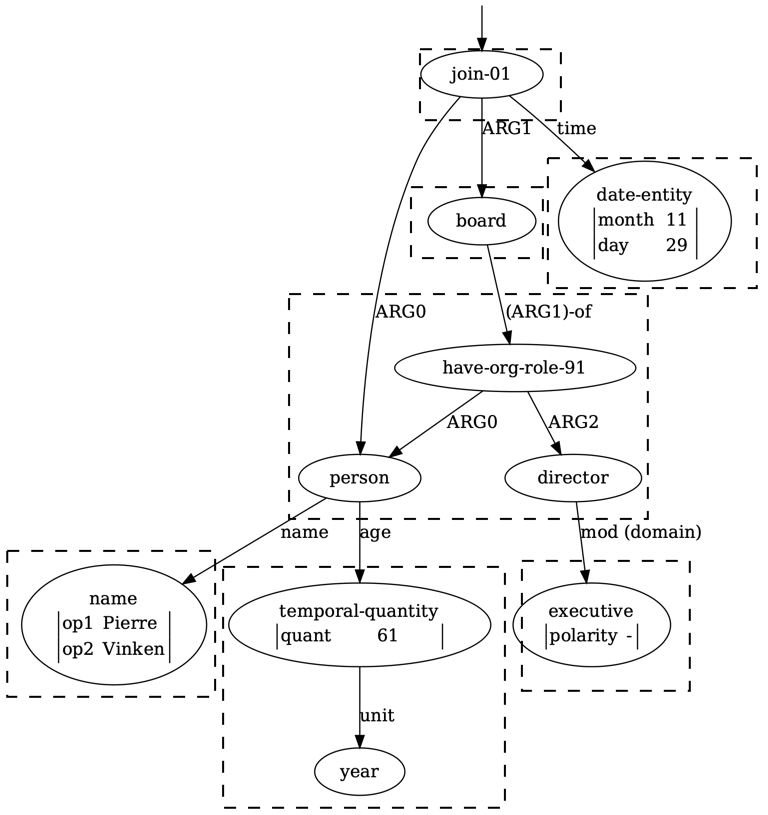 join-01
ARG1
time
date-entity
month 11
day 29
board
ARG0
(ARG1)-of
have-org-role-91
ARG0
ARG2
person
director
name
age
mod (domain)
name
op1 Pierre
op2 Vinken
temporal-quantity
quant 61
executive
polarity -
unit
year